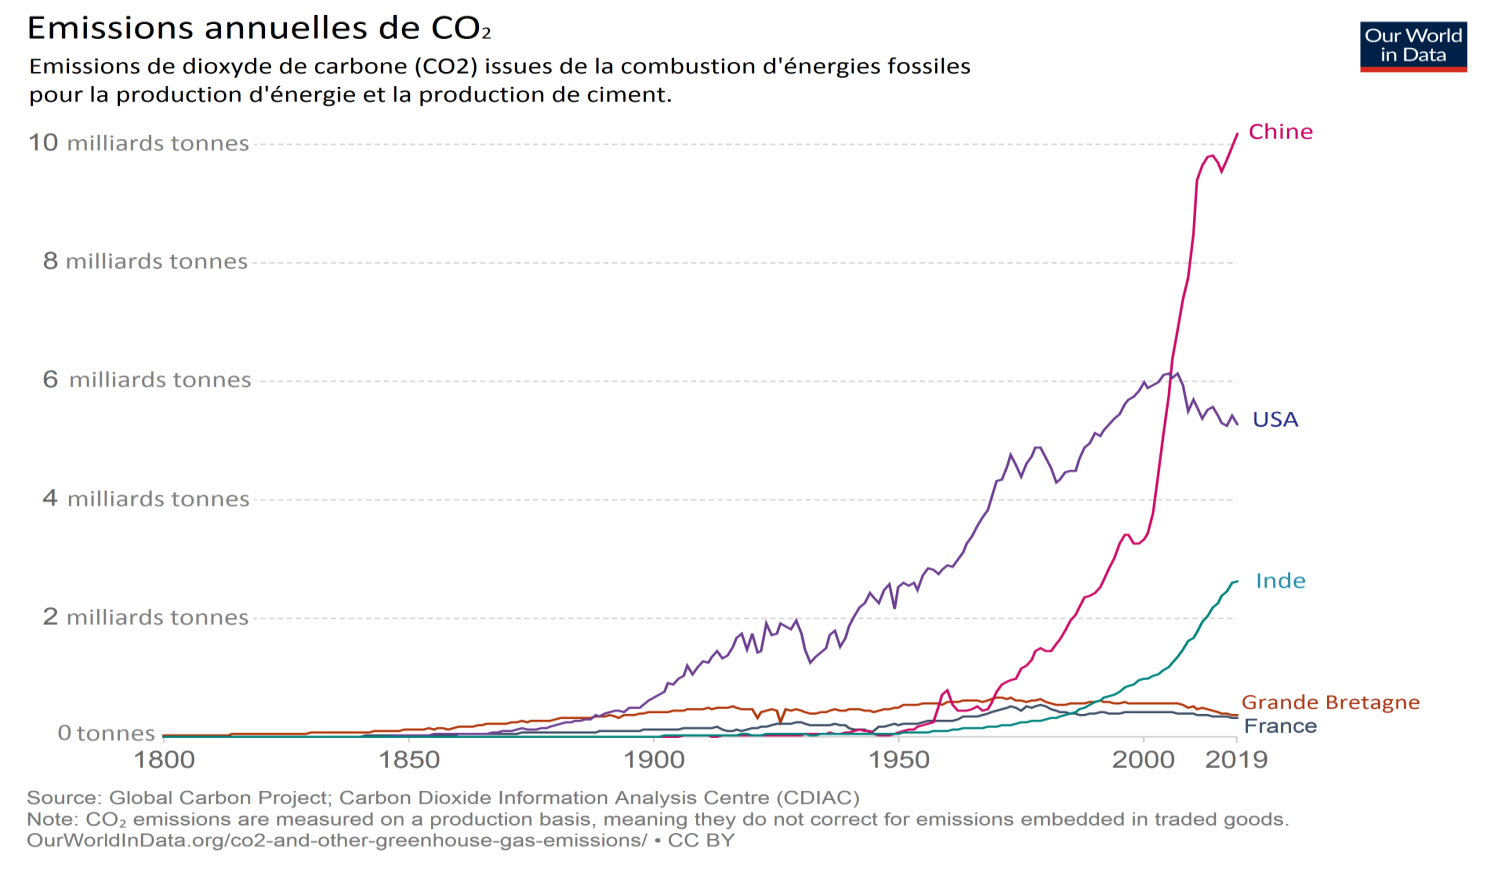 Emissions annuelles de CO₂
Emissions de dioxyde de carbone (CO2) issues de la combustion d'énergies fossiles
pour la production d'énergie et la production de ciment.
Our World
in Data
10 milliards tonnes
8 milliards tonnes
6 milliards tonnes
4 milliards tonnes
2 milliards tonnes
0 tonnes
Chine
USA
Inde
Grande Bretagne
France
1800
1850
1900
1950
2000
2019
Source: Global Carbon Project; Carbon Dioxide Information Analysis Centre (CDIAC)
Note: CO₂ emissions are measured on a production basis, meaning they do not correct for emissions embedded in traded goods.
OurWorldInData.org/co2-and-other-greenhouse-gas-emissions/ • CC BY